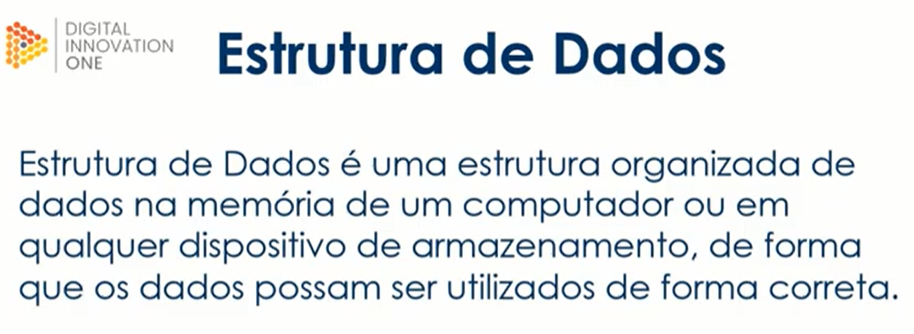 DIGITAL
INNOVATION
ONE
Estrutura de Dados
Estrutura de Dados é uma estrutura organizada de
dados na memória de um computador ou em
qualquer dispositivo de armazenamento, de forma
que os dados possam ser utilizados de forma correta.